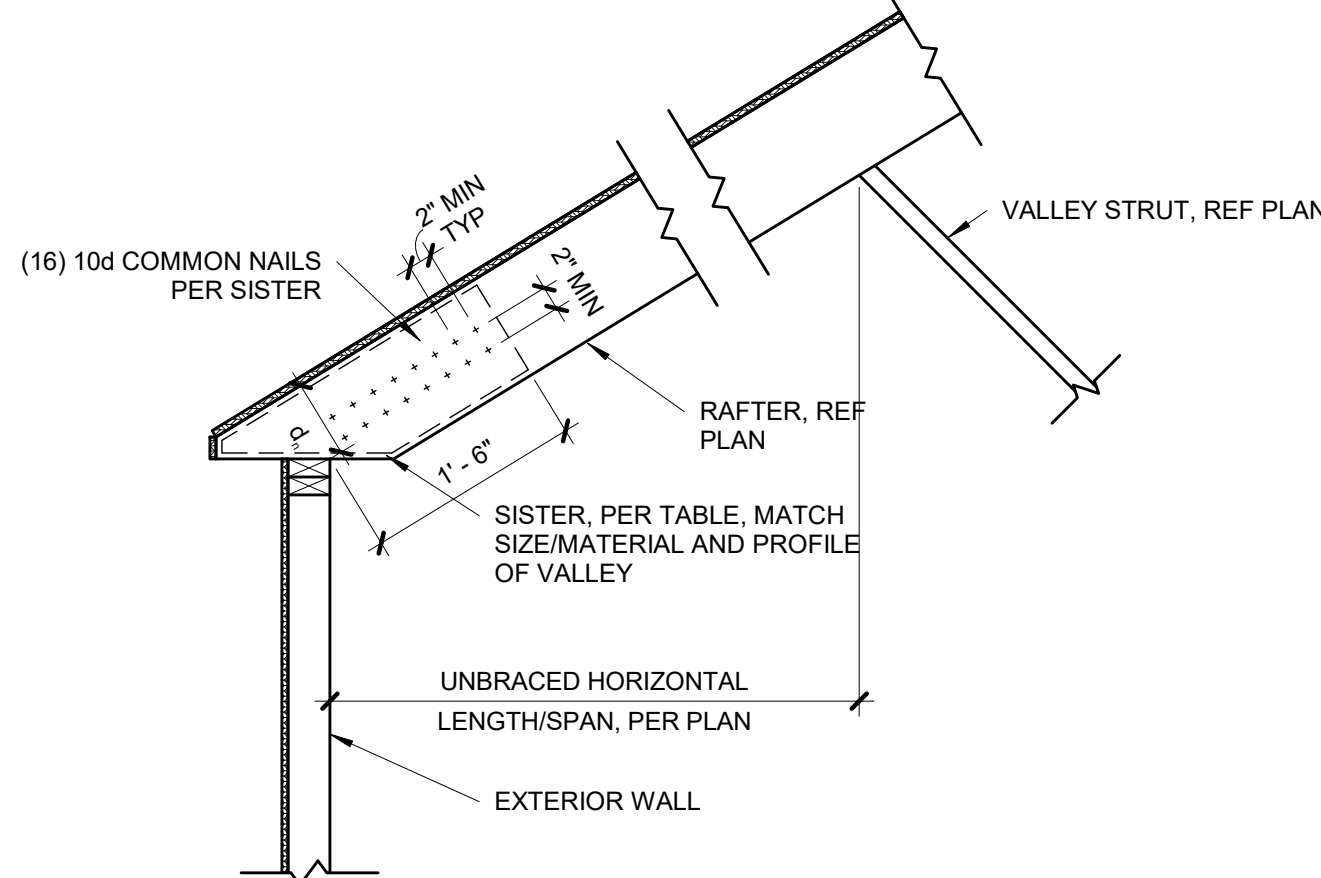 2" MIN
TYP
(16) 10d COMMON NAILS
PER SISTER
2" MIN
VALLEY STRUT, REF PLAN
RAFTER, REF
PLAN
"d"
1' - 6"
SISTER, PER TABLE, MATCH
SIZE/MATERIAL AND PROFILE
OF VALLEY
UNBRACED HORIZONTAL
LENGTH/SPAN, PER PLAN
EXTERIOR WALL